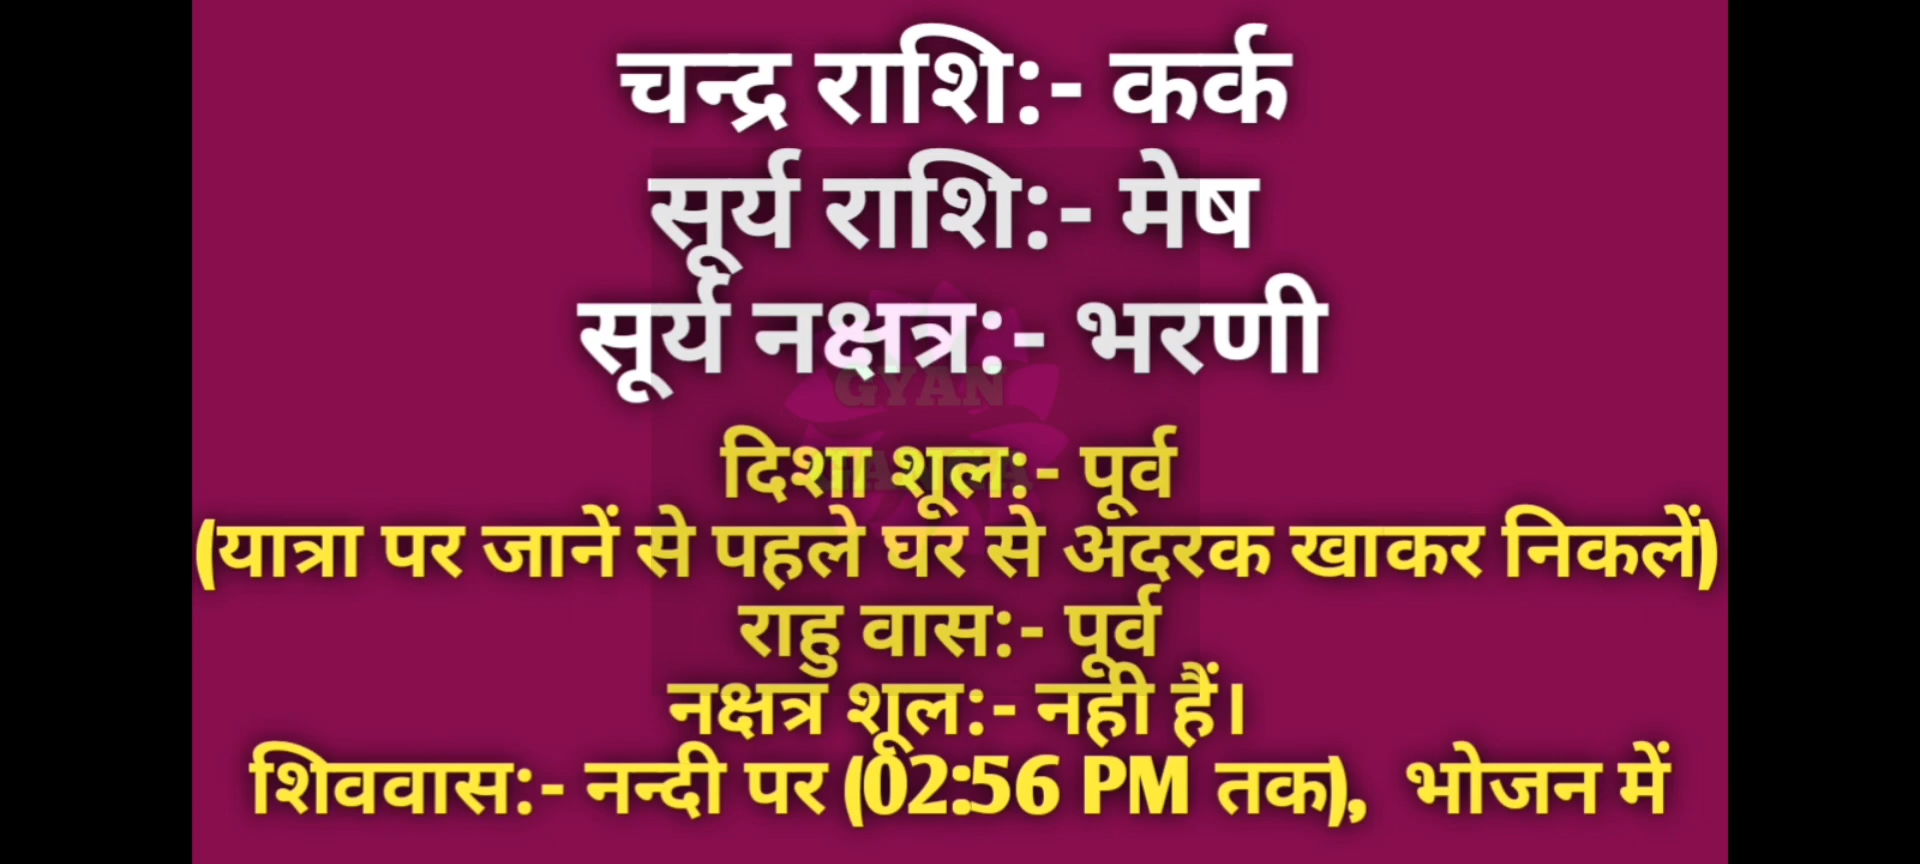 चन्द्र राशि:- कर्क
सूर्य राशि:- मेष
सूर्य नक्षत्र:- भरणी
GYAN
दिशा शूल:- पूर्व
(यात्रा पर जानें से पहले घर से अदरक खाकर निकलें)
राहु वास:- पूर्व
नक्षत्र शूल:- नही हैं।
शिववास:- नन्दी पर (02:56 PM तक), भोजन में